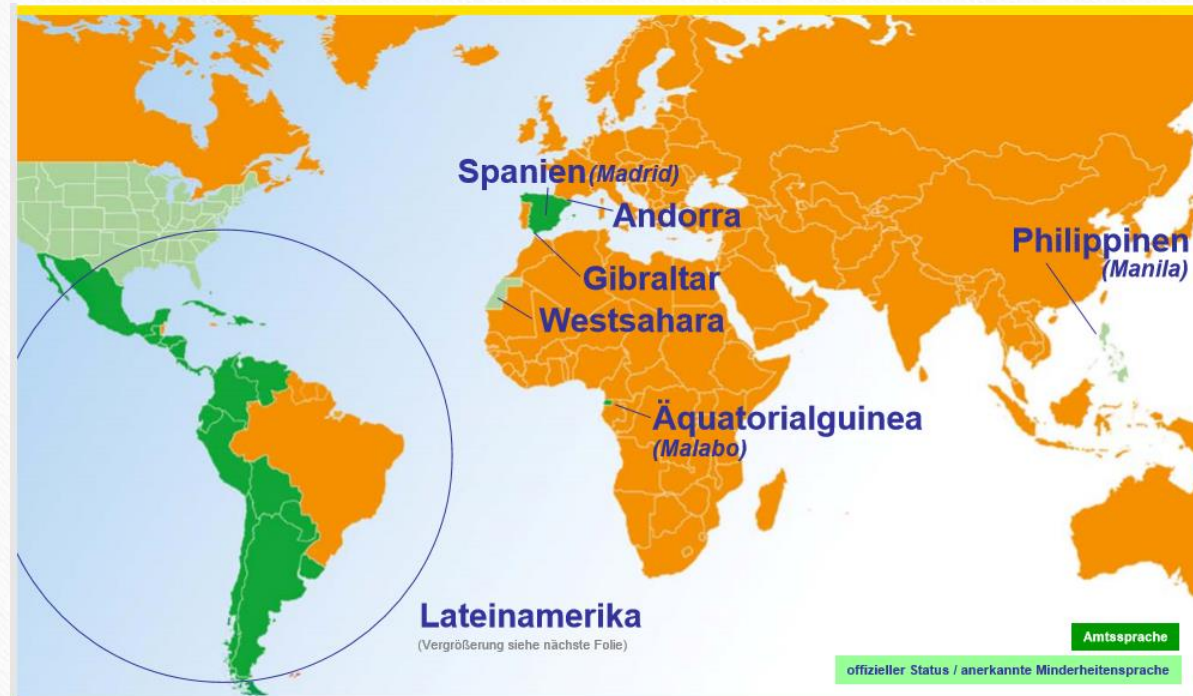 Spanien (Madrid)
Andorra
Gibraltar
Westsahara
Philippinen
(Manila)
Äquatorialguinea
(Malabo)
Lateinamerika
(Vergrößerung siehe nächste Folie)
Amtssprache
offizieller Status / anerkannte Minderheitensprache